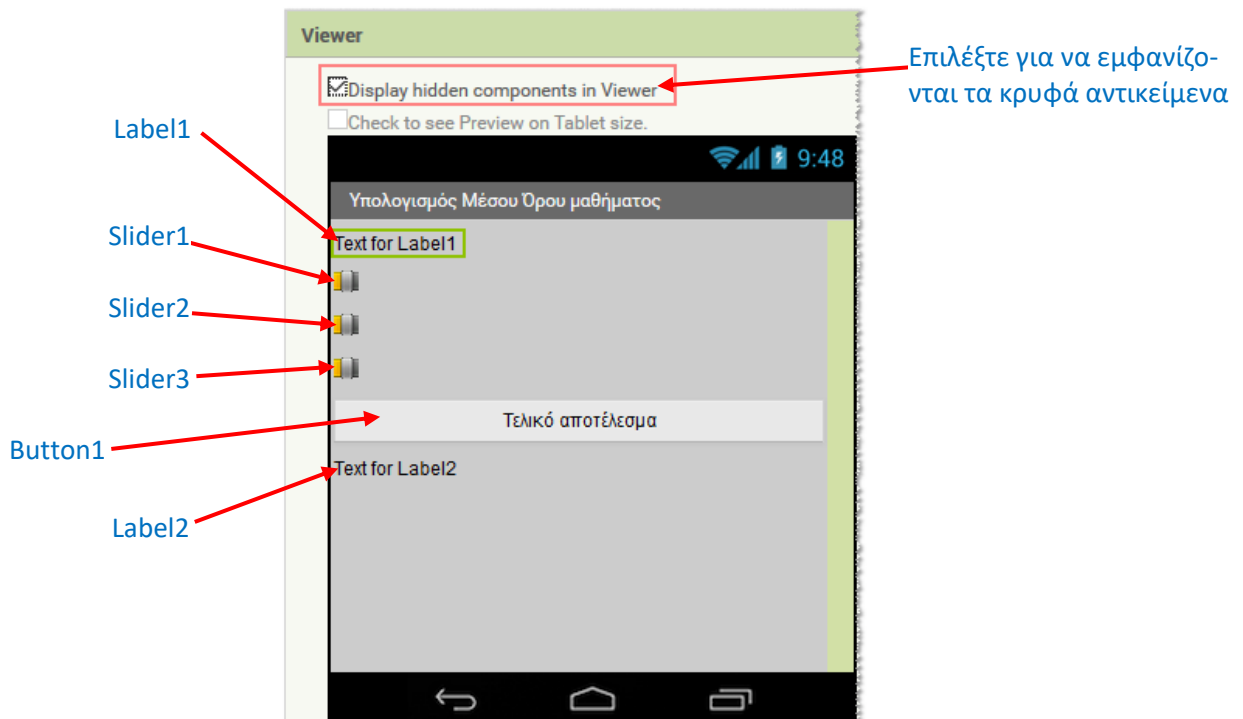 Viewer
Display hidden components in Viewer
Επιλέξτε για να εμφανίζο-
νται τα κρυφά αντικείμενα
Check to see Preview on Tablet size.
Label1
9:48
Υπολογισμός Μέσου Όρου μαθήματος
Slider1
Text for Label1
Slider2
Slider3
Τελικό αποτέλεσμα
Button1
Text for Label2
Label2